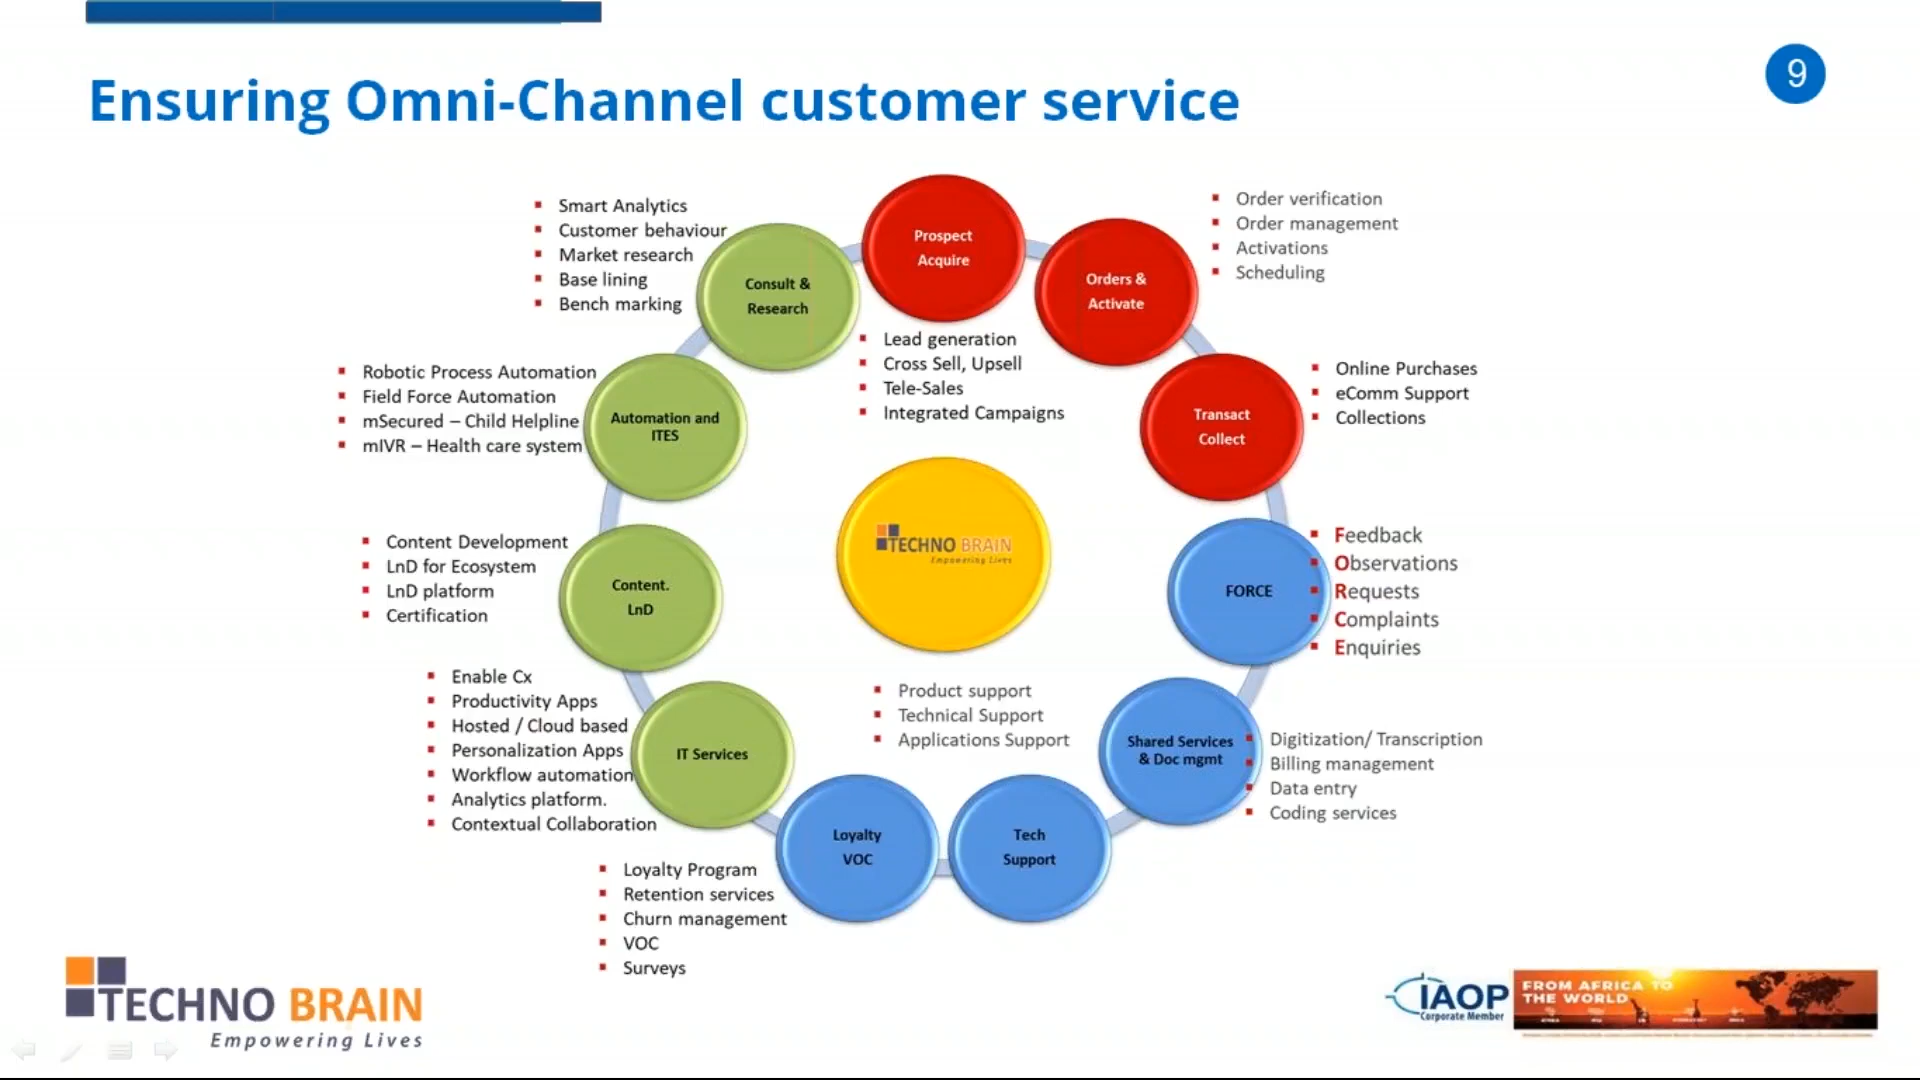 9
Ensuring Omni-Channel customer service
Prospect
Acquire
Lead generation
Cross Sell, Upsell
Tele-Sales
Integrated Campaigns
Orders &
Activate
Order verification
Order management
Activations
Scheduling
Transact
Collect
Online Purchases
eComm Support
Collections
FORCE
Feedback
Observations
Requests
Complaints
Enquiries
Shared Services
& Doc mgmt
Digitization/ Transcription
Billing management
Data entry
Coding services
Tech
Support
Product support
Technical Support
Applications Support
Loyalty
VOC
Loyalty Program
Retention services
Churn management
VOC
Surveys
IT Services
Enable Cx
Productivity Apps
Hosted / Cloud based
Personalization Apps
Workflow automation
Analytics platform.
Contextual Collaboration
Content.
LnD
Content Development
LnD for Ecosystem
LnD platform
Certification
Automation and
ITES
Robotic Process Automation
Field Force Automation
mSecured – Child Helpline
mIVR – Health care system
Consult &
Research
Smart Analytics
Customer behaviour
Market research
Base lining
Bench marking
TECHNO BRAIN
Empowering Lives
TECHNO BRAIN
Empowering Lives
IAOP
Corporate Member
FROM AFRICA TO
THE WORLD